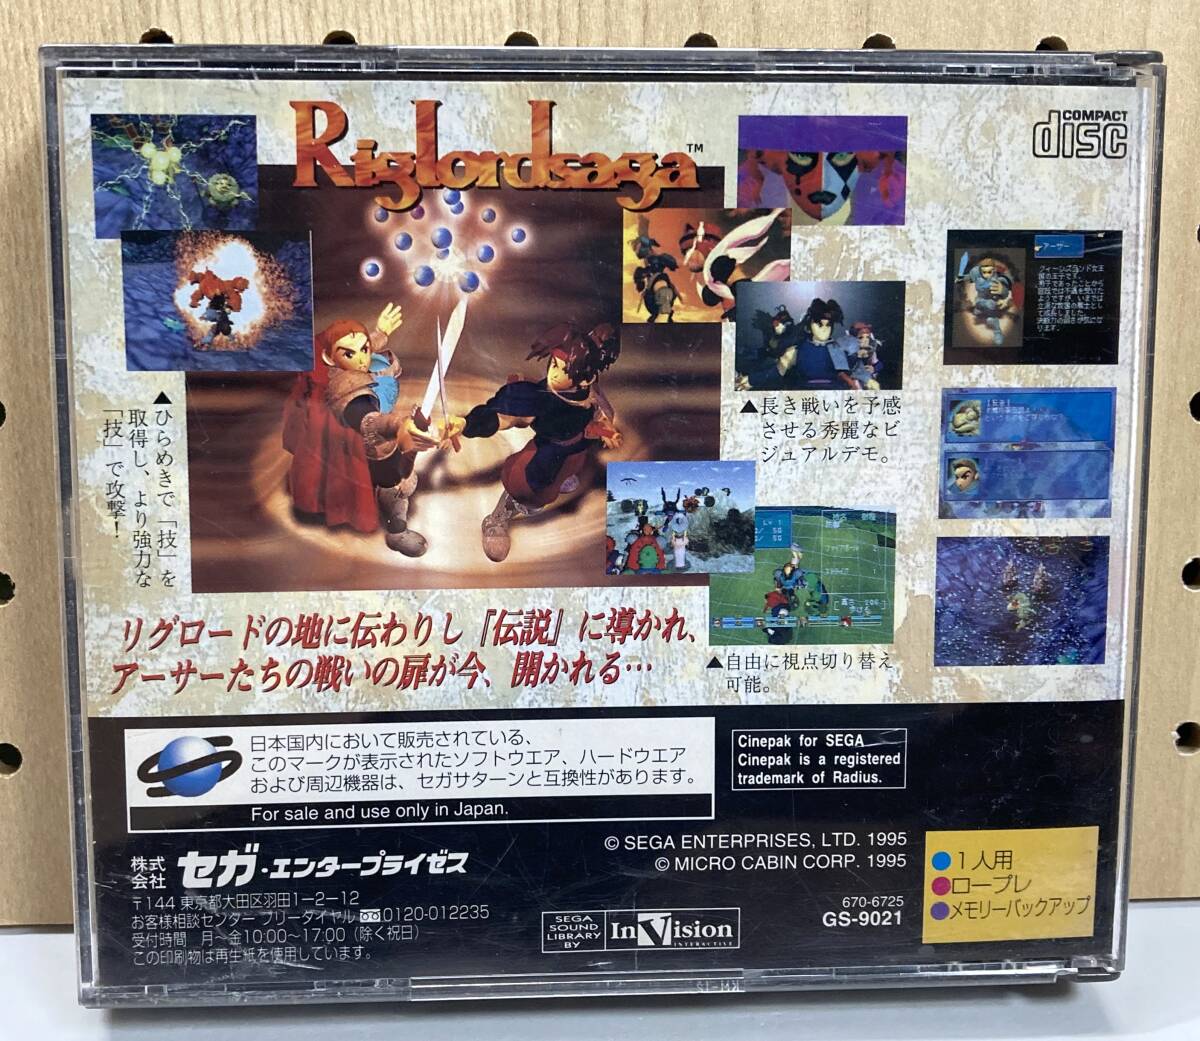 Riglordsaga™
COMPACT
disc
アーサー
▲ひらめきで「技」を
取得し、より強力な
「技」で攻撃！
▲長き戦いを予感
させる秀麗なビ
ジュアルデモ。
▲自由に視点切り替え
可能。
リグロードの地に伝わりし『伝説』に導かれ、
アーサーたちの戦いの扉が今、開かれる…
日本国内において販売されている、
このマークが表示されたソフトウエア、ハードウエア
および周辺機器は、セガサターンと互換性があります。
For sale and use only in Japan.
Cinepak for SEGA
Cinepak is a registered
trademark of Radius.
© SEGA ENTERPRISES, LTD. 1995
© MICRO CABIN CORP. 1995
株式会社 セガ・エンタープライゼス
〒144 東京都大田区羽田1-2-12
お客様相談センター フリーダイヤル 0120-012235
受付時間 月〜金10:00〜17:00（除く祝日）
この印刷物は再生紙を使用しています。
SEGA
SOUND
LIBRARY
BY
InVision
INTERACTIVE
670-6725
GS-9021
●1人用
●ロープレ
●メモリーバックアップ